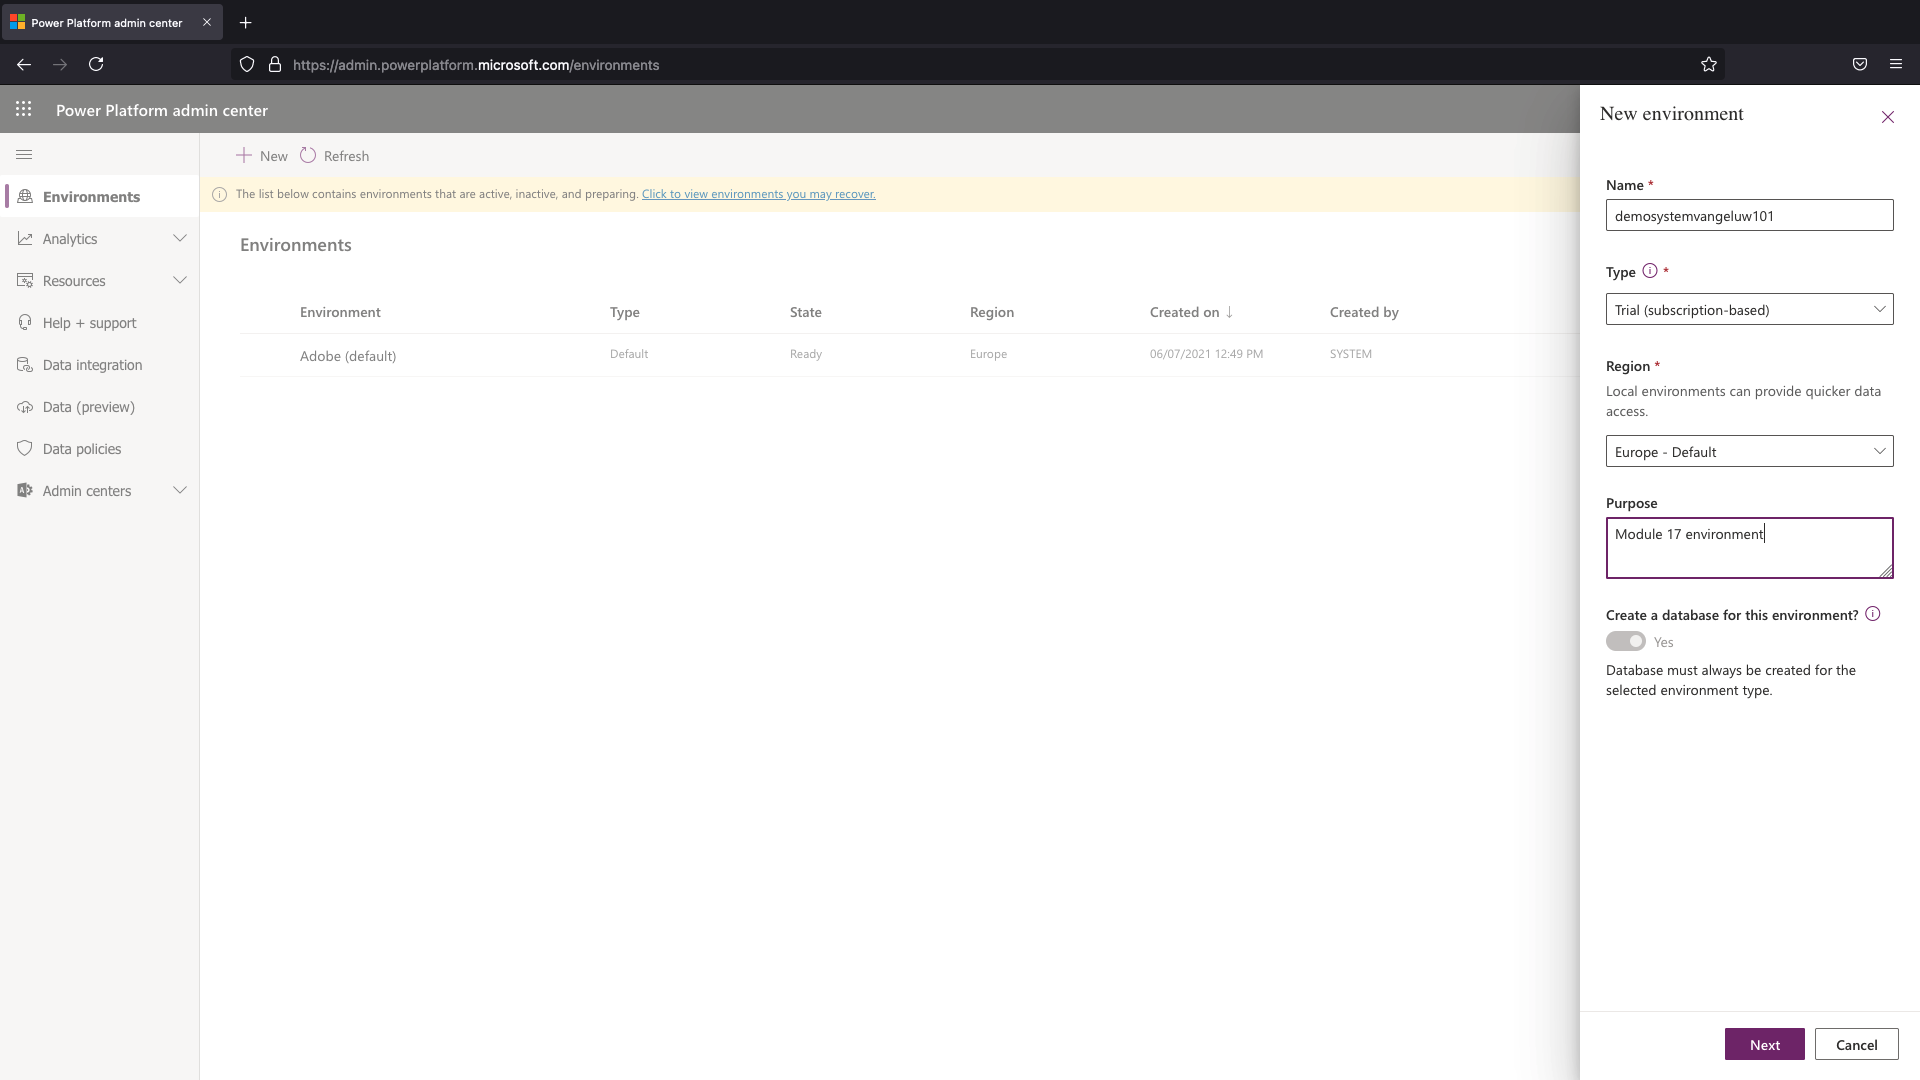 Power Platform admin center
https://admin.powerplatform.microsoft.com/environments
Power Platform admin center
New
Refresh
The list below contains environments that are active, inactive, and preparing. Click to view environments you may recover.
Environments
Analytics
Resources
Help + support
Data integration
Data (preview)
Data policies
Admin centers
Environments
Environment Type State Region Created on ↓ Created by
Adobe (default) Default Ready Europe 06/07/2021 12:49 PM SYSTEM
New environment
Name *
demosystemvangeluw101
Type *
Trial (subscription-based)
Region *
Local environments can provide quicker data
access.
Europe - Default
Purpose
Module 17 environment
Create a database for this environment?
Yes
Database must always be created for the
selected environment type.
Next
Cancel